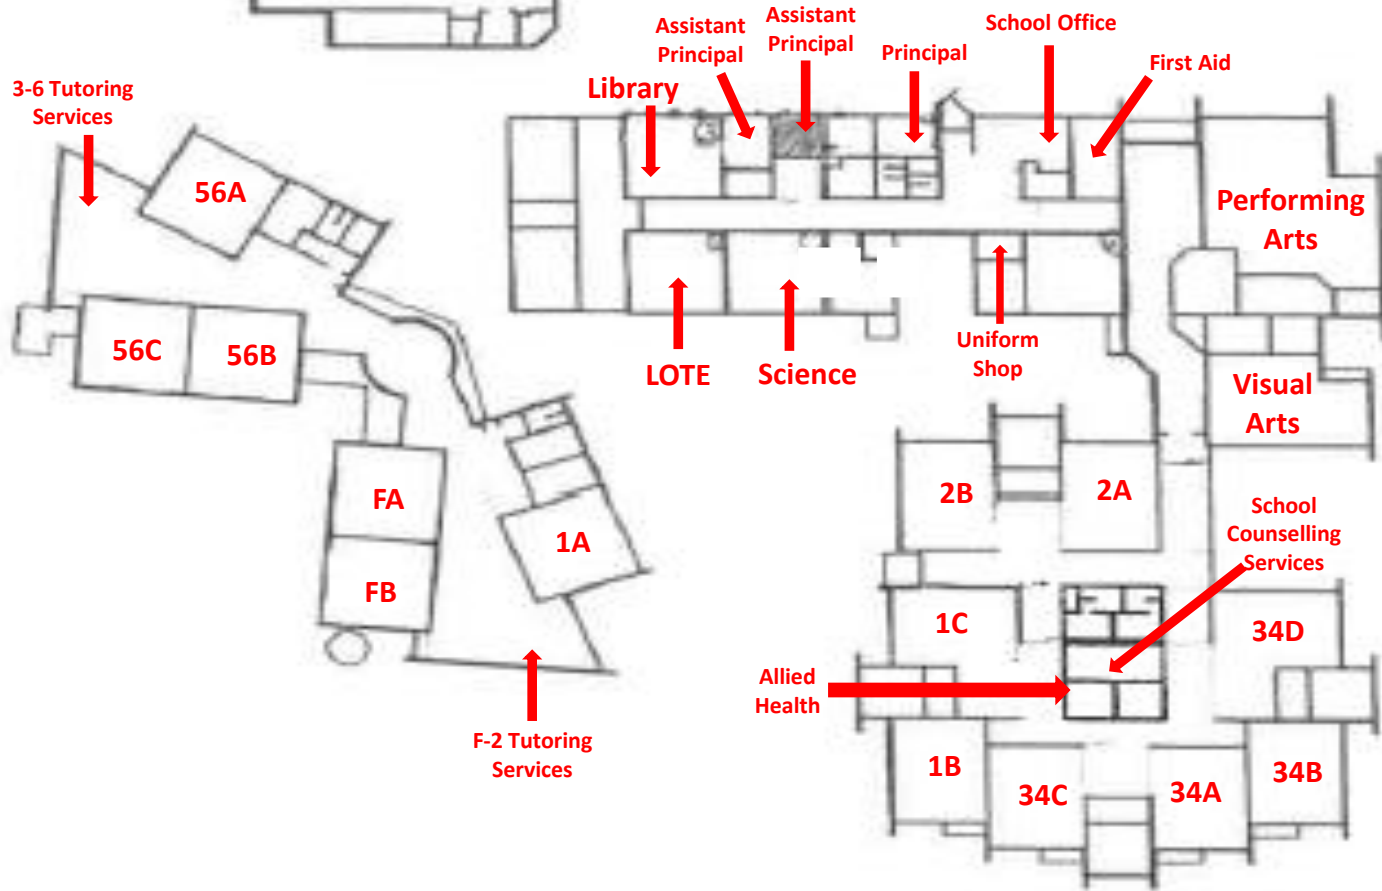 Assistant
Principal
Assistant
Principal
School Office
Principal
First Aid
3-6 Tutoring
Services
Library
56A
Performing
Arts
56C
56B
LOTE
Science
Uniform
Shop
Visual
Arts
FA
2B
2A
1A
School
Counselling
Services
FB
1C
34D
Allied
Health
F-2 Tutoring
Services
1B
34C
34A
34B